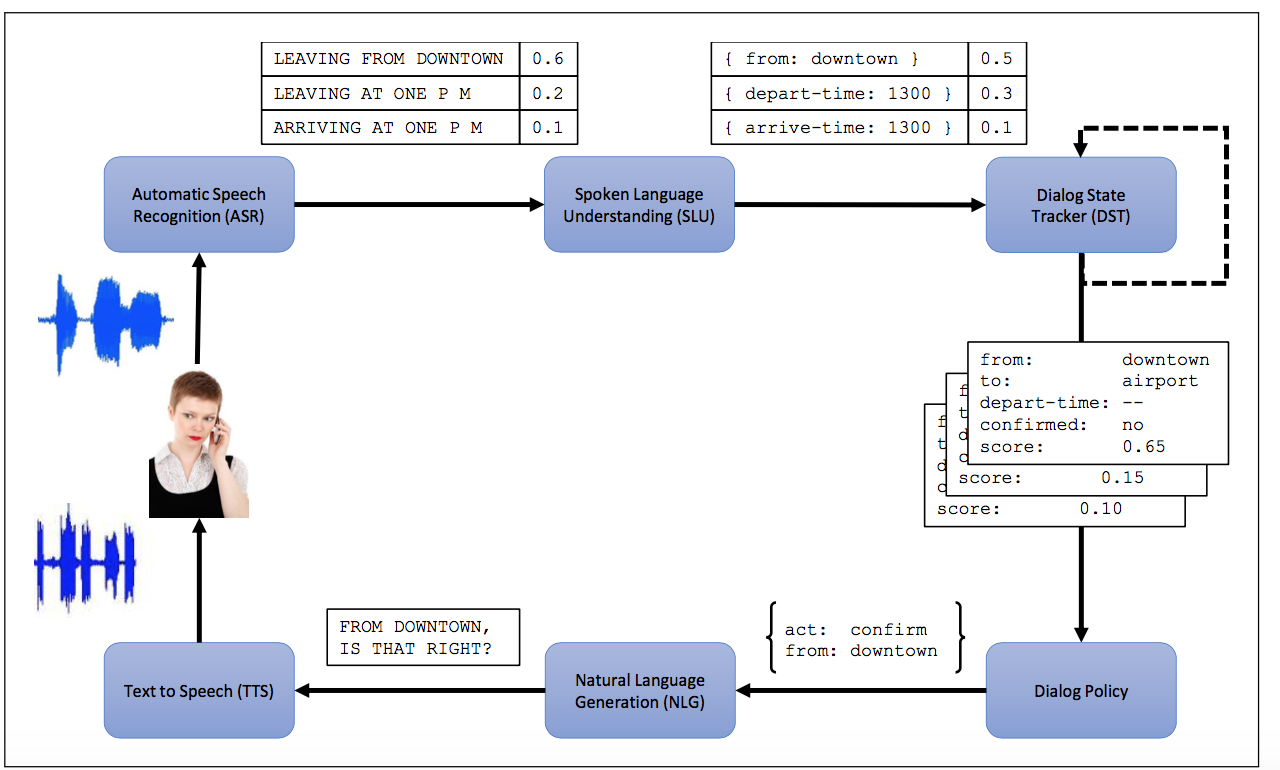 LEAVING FROM DOWNTOWN 0.6
LEAVING AT ONE P M 0.2
ARRIVING AT ONE P M 0.1
{ from: downtown } 0.5
{ depart-time: 1300 } 0.3
{ arrive-time: 1300 } 0.1
Automatic Speech
Recognition (ASR)
Spoken Language
Understanding (SLU)
Dialog State
Tracker (DST)
from: downtown
to: airport
depart-time: --
confirmed: no
score: 0.65
f
t
d
c
score: 0.15
f
t
d
c
score: 0.10
act: confirm
from: downtown
FROM DOWNTOWN,
IS THAT RIGHT?
Text to Speech (TTS)
Natural Language
Generation (NLG)
Dialog Policy